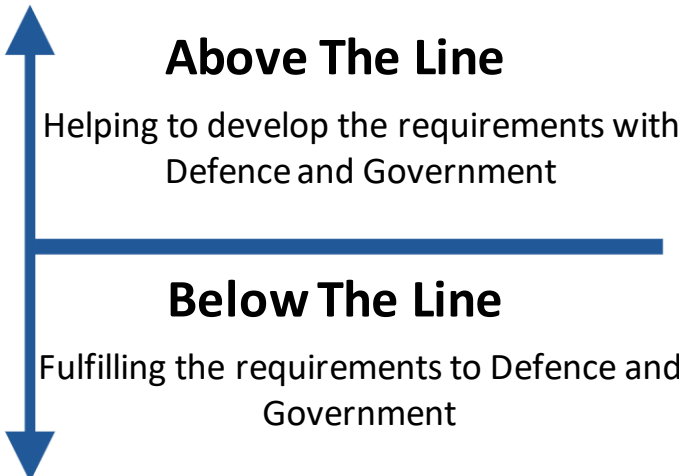 Above The Line
Helping to develop the requirements with
Defence and Government
Below The Line
Fulfilling the requirements to Defence and
Government